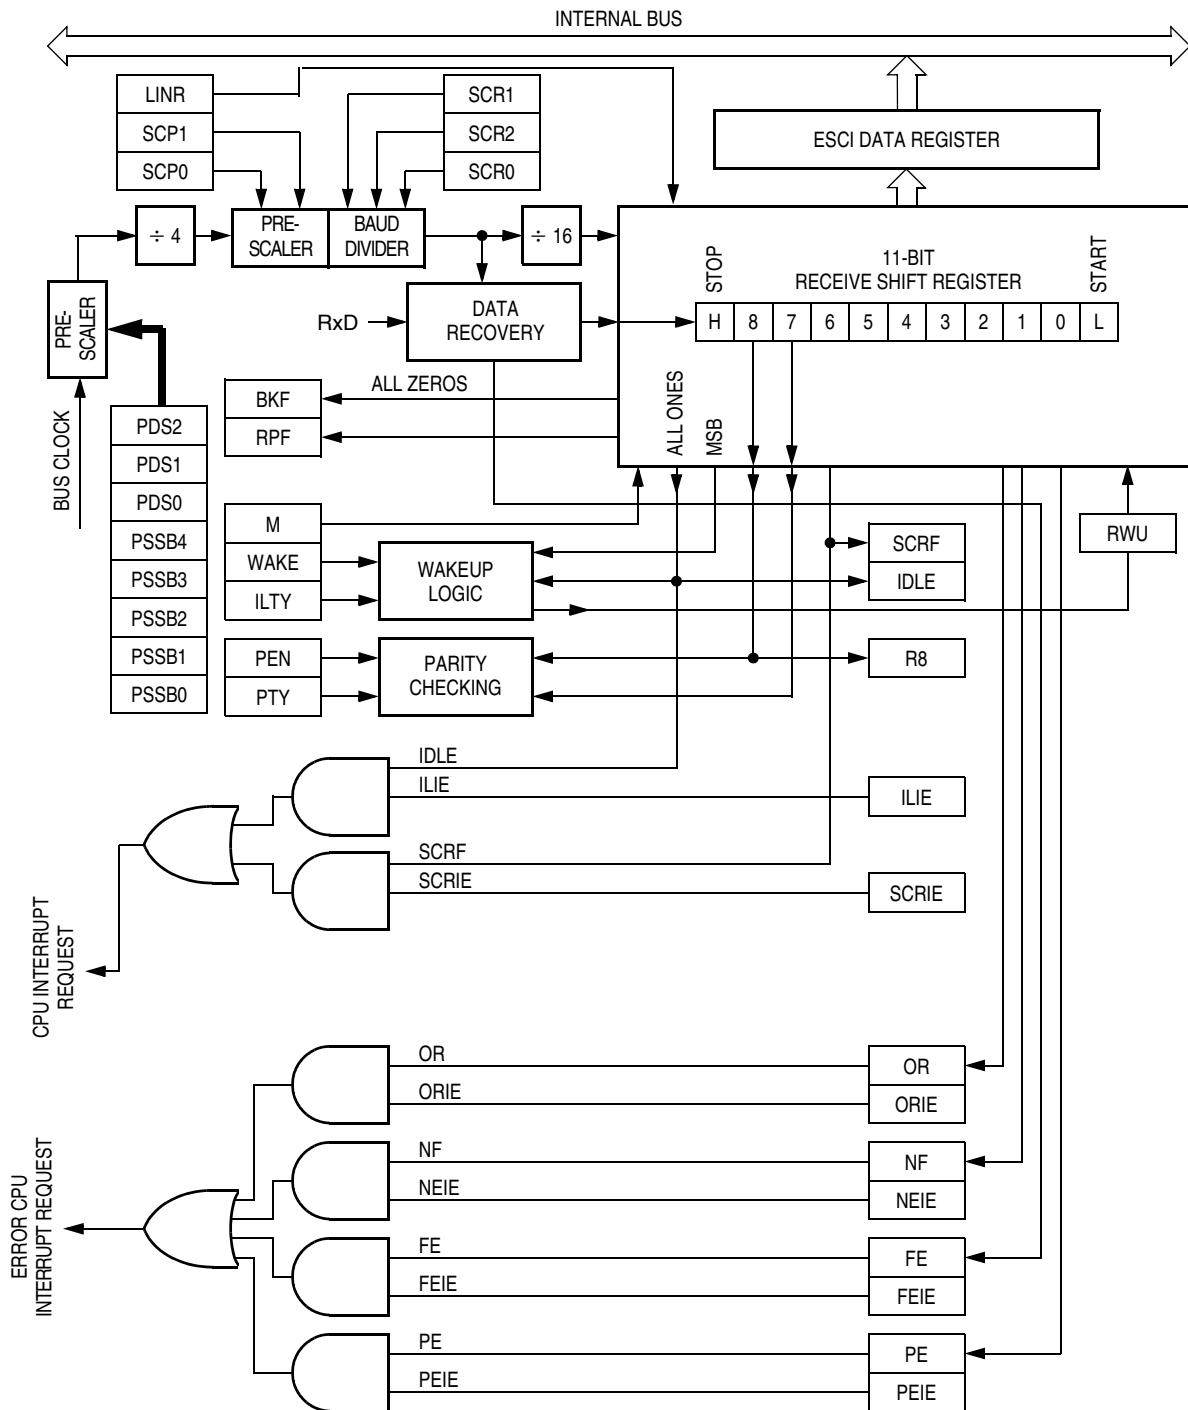 INTERNAL BUS
LINR
SCP1
SCP0
SCR1
SCR2
SCR0
ESCI DATA REGISTER
÷ 4
PRE-
SCALER
BAUD
DIVIDER
÷ 16
PRE-
SCALER
BUS CLOCK
RxD
DATA
RECOVERY
STOP
11-BIT
RECEIVE SHIFT REGISTER
START
H 8 7 6 5 4 3 2 1 0 L
ALL ZEROS
ALL ONES
MSB
BKF
RPF
PDS2
PDS1
PDS0
PSSB4
PSSB3
PSSB2
PSSB1
PSSB0
M
WAKE
ILTY
WAKEUP
LOGIC
SCRF
IDLE
RWU
PEN
PTY
PARITY
CHECKING
R8
IDLE
ILIE
ILIE
SCRF
SCRIE
SCRIE
CPU INTERRUPT
REQUEST
OR
OR
ORIE
ORIE
NF
NF
NEIE
NEIE
FE
FE
FEIE
FEIE
PE
PE
PEIE
PEIE
ERROR CPU
INTERRUPT REQUEST